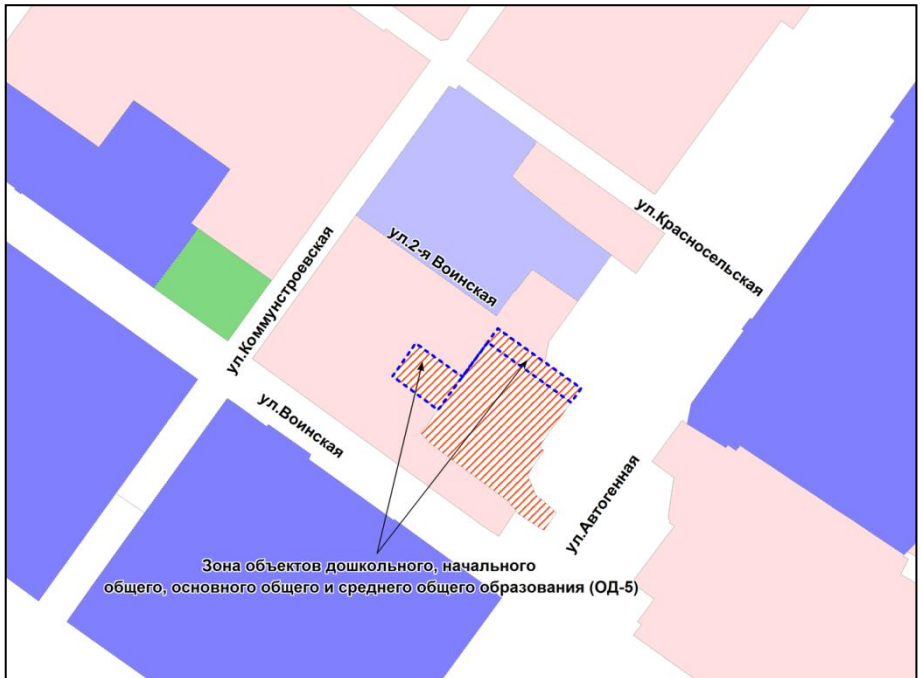 ул.Красносельская
ул.2-я Воинская
ул.Коммунстроевская
ул.Воинская
ул.Автогенная
Зона объектов дошкольного, начального
общего, основного общего и среднего общего образования (ОД-5)